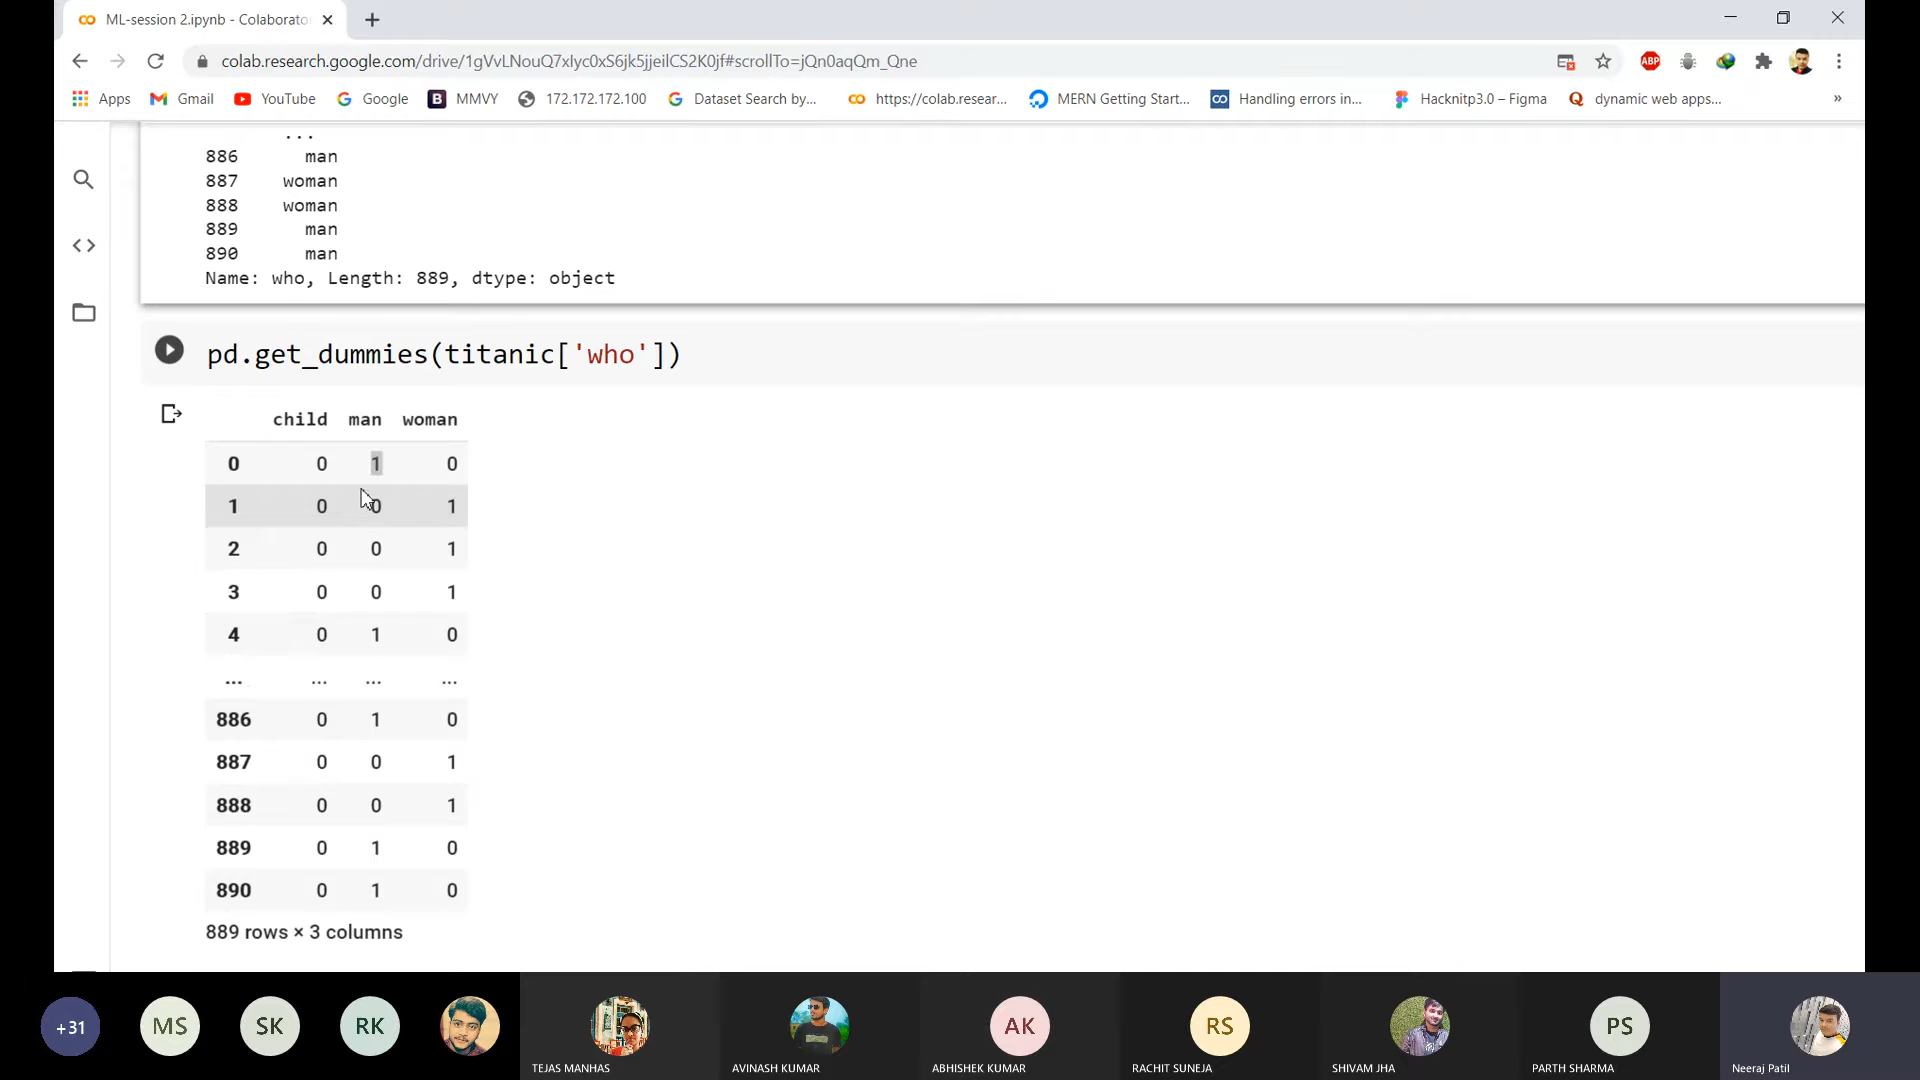 ML-session 2.ipynb - Colaborato
colab.research.google.com/drive/1gVvLNouQ7xIyc0xS6jk5jjeilCS2K0jf#scrollTo=jQn0aqQm_Qne
ABP
Apps Gmail YouTube Google MMVY 172.172.172.100 Dataset Search by... https://colab.resear... MERN Getting Start... Handling errors in... Hacknitp3.0 – Figma dynamic web apps... »
...
886 man
887 woman
888 woman
889 man
890 man
Name: who, Length: 889, dtype: object
pd.get_dummies(titanic['who'])
child man woman
0 0 1 0
1 0 0 1
2 0 0 1
3 0 0 1
4 0 1 0
... ... ... ...
886 0 1 0
887 0 0 1
888 0 0 1
889 0 1 0
890 0 1 0
889 rows × 3 columns
+31 MS SK RK AK RS PS
TEJAS MANHAS AVINASH KUMAR ABHISHEK KUMAR RACHIT SUNEJA SHIVAM JHA PARTH SHARMA Neeraj Patil